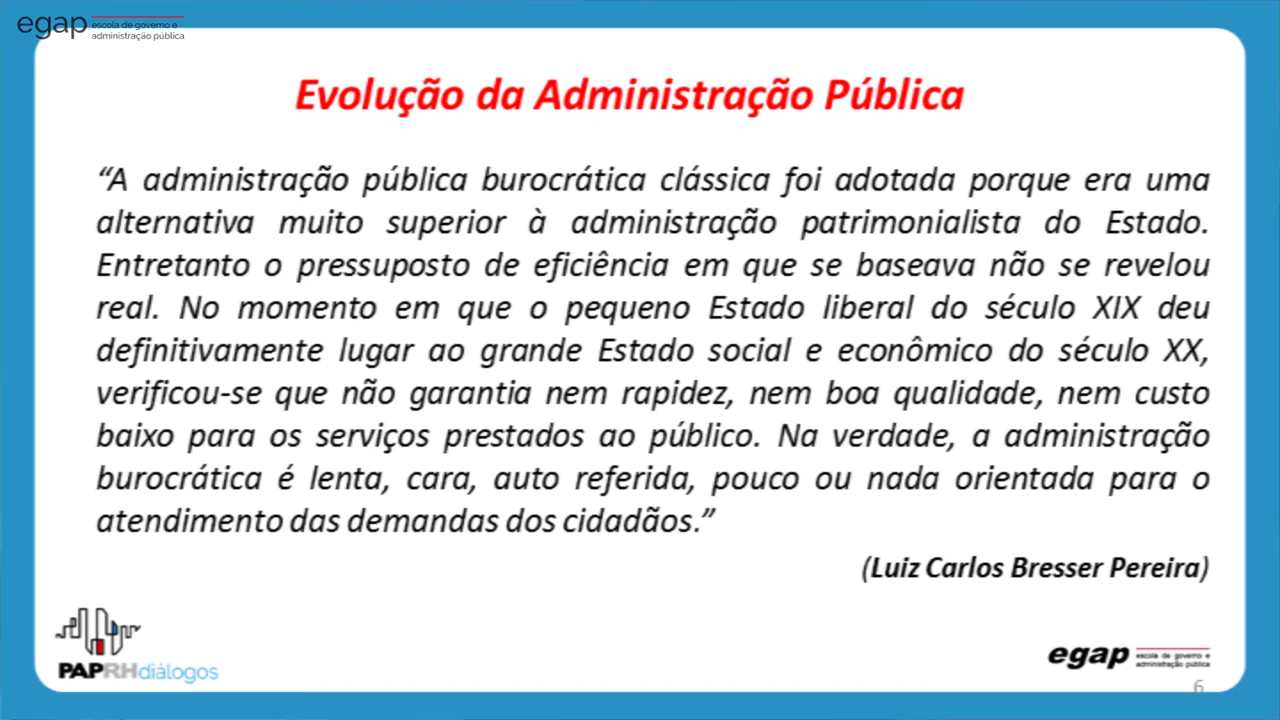 egap escola de governo e
administração pública
Evolução da Administração Pública
“A administração pública burocrática clássica foi adotada porque era uma
alternativa muito superior à administração patrimonialista do Estado.
Entretanto o pressuposto de eficiência em que se baseava não se revelou
real. No momento em que o pequeno Estado liberal do século XIX deu
definitivamente lugar ao grande Estado social e econômico do século XX,
verificou-se que não garantia nem rapidez, nem boa qualidade, nem custo
baixo para os serviços prestados ao público. Na verdade, a administração
burocrática é lenta, cara, auto referida, pouco ou nada orientada para o
atendimento das demandas dos cidadãos.”
(Luiz Carlos Bresser Pereira)
PAPRHdiálogos
egap escola de governo e
administração pública
6